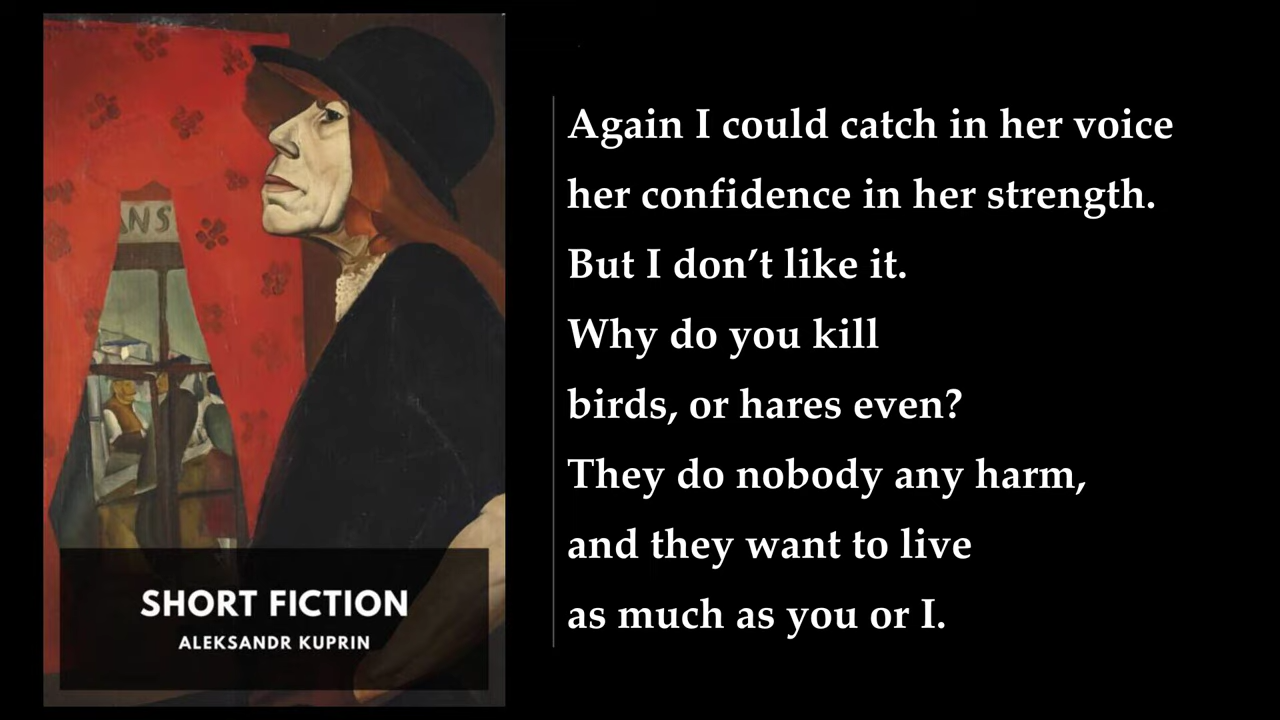 ANS
SHORT FICTION
ALEKSANDR KUPRIN
Again I could catch in her voice
her confidence in her strength.
But I don’t like it.
Why do you kill
birds, or hares even?
They do nobody any harm,
and they want to live
as much as you or I.